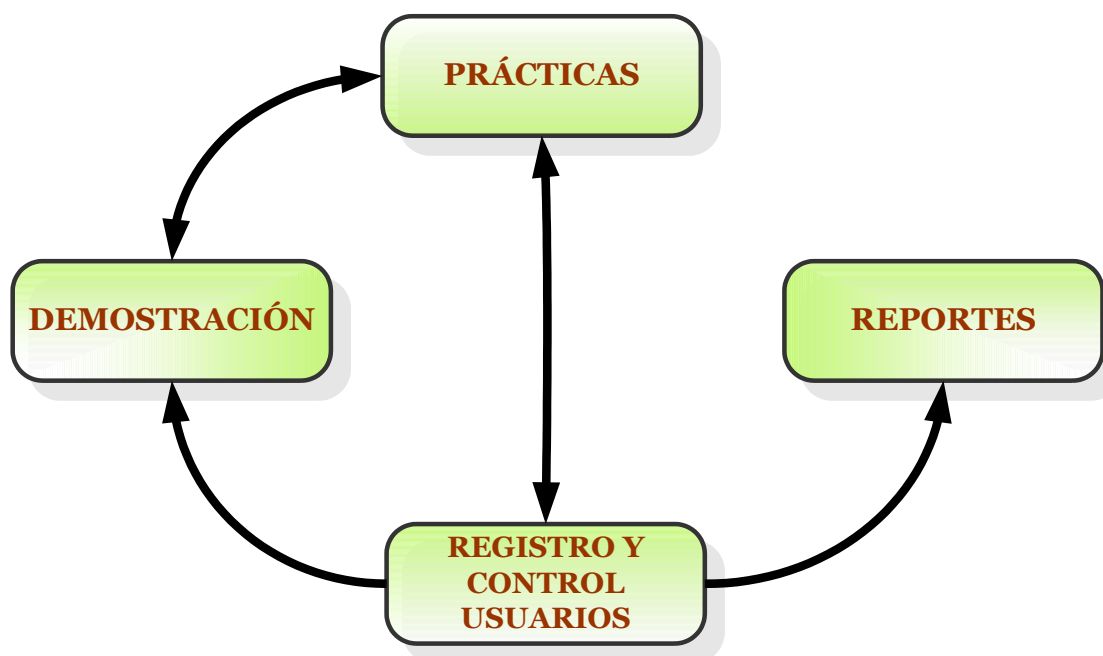 PRÁCTICAS
DEMOSTRACIÓN
REPORTES
REGISTRO Y
CONTROL
USUARIOS